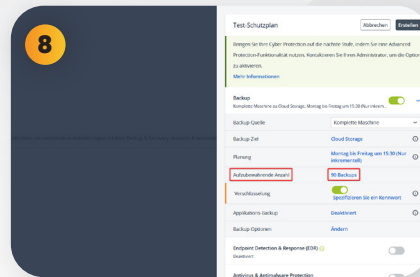 8
Test-Schutzplan
Abbrechen
Erstellen
Bringen Sie Ihre Cyber Protection auf die nächste Stufe, indem Sie eine Advanced
Protection-Funktionalität nutzen. Kontaktieren Sie Ihren Administrator, um die Option
zu aktivieren.
Mehr Informationen
Backup
Komplette Maschine zu Cloud Storage, Montag bis Freitag um 15:30 (Nur inkrem...
Backup-Quelle
Komplette Maschine
Backup-Ziel
Cloud Storage
Planung
Montag bis Freitag um 15:30 (Nur
inkrementell)
Aufzubewahrende Anzahl
90 Backups
Verschlüsselung
Spezifizieren Sie ein Kennwort
Applikations-Backup
Deaktiviert
Backup-Optionen
Ändern
Endpoint Detection & Response (EDR)
Deaktiviert
Antivirus & Antimalware Protection